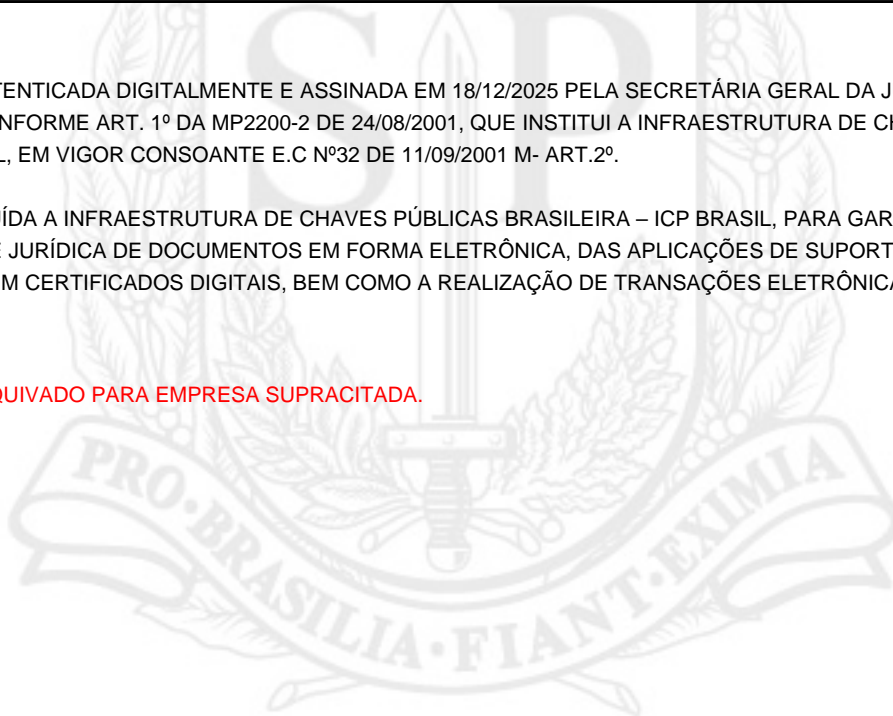 TENTICADA DIGITALMENTE E ASSINADA EM 18/12/2025 PELA SECRETÁRIA GERAL DA J
NFORME ART. 1º DA MP2200-2 DE 24/08/2001, QUE INSTITUI A INFRAESTRUTURA DE CH
L, EM VIGOR CONSOANTE E.C Nº32 DE 11/09/2001 M- ART.2º.
ÍDA A INFRAESTRUTURA DE CHAVES PÚBLICAS BRASILEIRA – ICP BRASIL, PARA GAR
E JURÍDICA DE DOCUMENTOS EM FORMA ELETRÔNICA, DAS APLICAÇÕES DE SUPORT
M CERTIFICADOS DIGITAIS, BEM COMO A REALIZAÇÃO DE TRANSAÇÕES ELETRÔNICA
QUIVADO PARA EMPRESA SUPRACITADA.
SP
PRO·BRASILIA·FIANT·EXIMIA